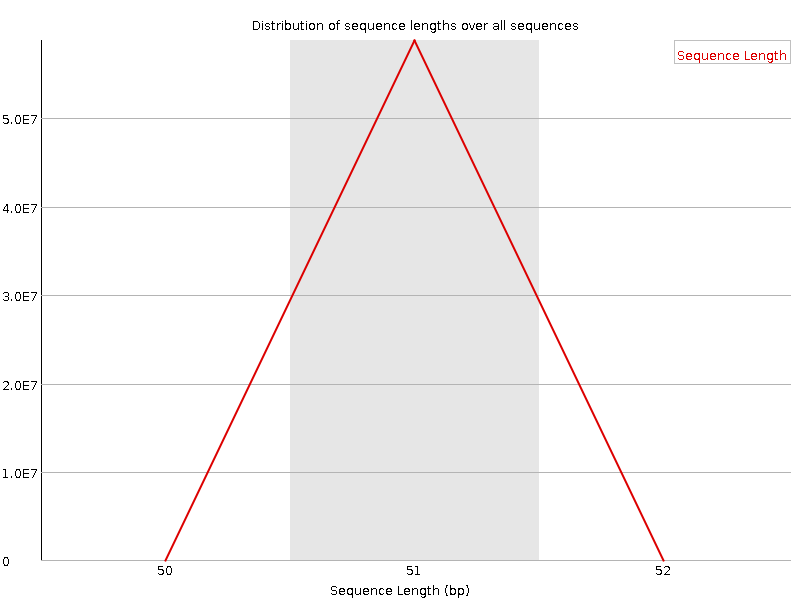 Distribution of sequence lengths over all sequences
Sequence Length
5.0E7
4.0E7
3.0E7
2.0E7
1.0E7
0
50 51 52
Sequence Length (bp)